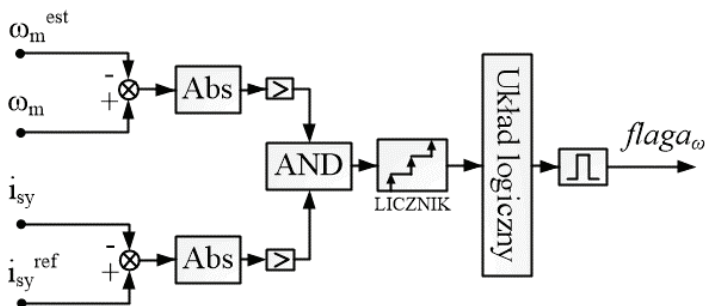 ωm^est
-
+
ωm
Abs
>
AND
LICZNIK
Układ logiczny
flagaω
isy
-
+
isy^ref
Abs
>